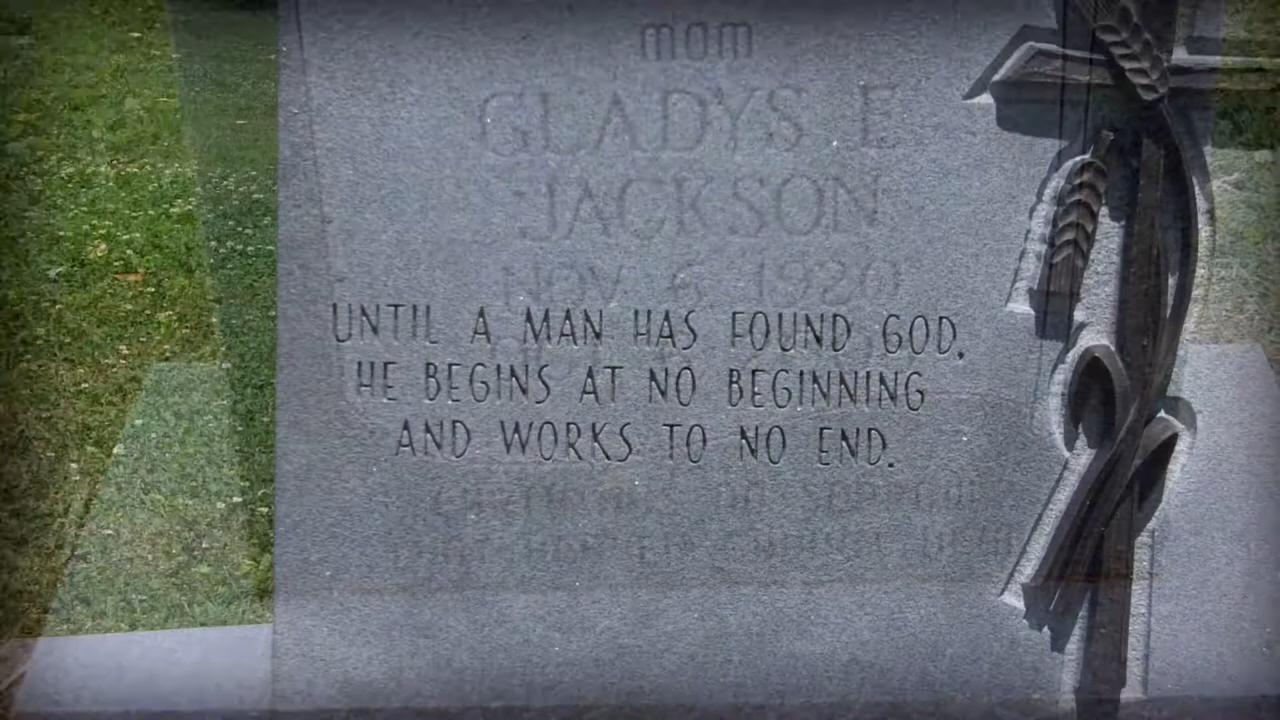 mom
GLADYS E
JACKSON
NOV 6 1920
UNTIL A MAN HAS FOUND GOD,
HE BEGINS AT NO BEGINNING
AND WORKS TO NO END.